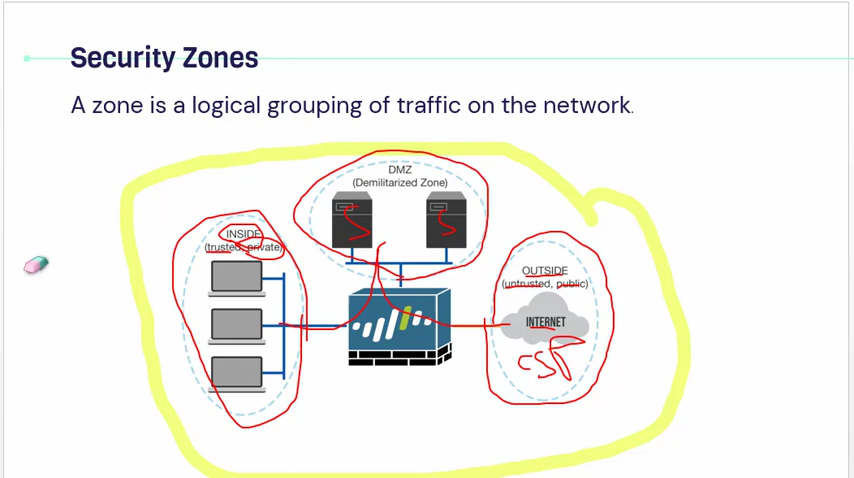 Security Zones
A zone is a logical grouping of traffic on the network.
DMZ
(Demilitarized Zone)
S S
INSIDE
(trusted, private)
OUTSIDE
(untrusted, public)
INTERNET